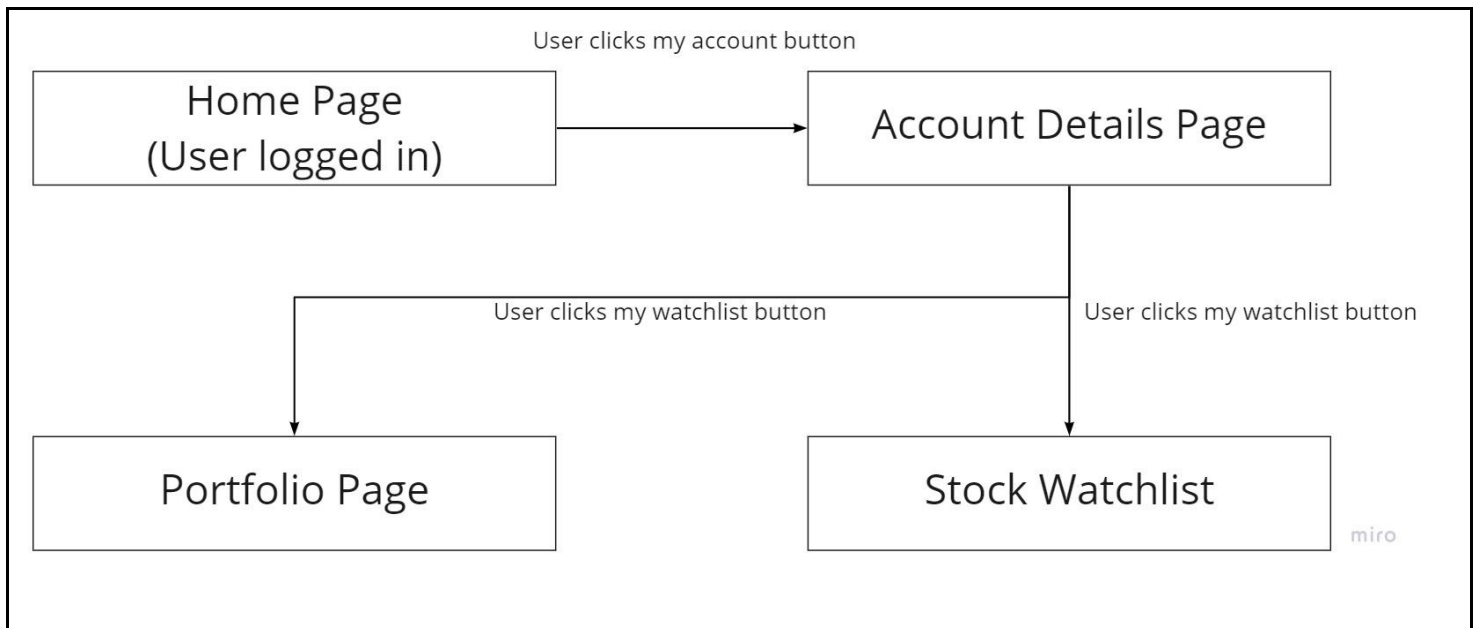 User clicks my account button
Home Page
(User logged in)
Account Details Page
User clicks my watchlist button
User clicks my watchlist button
Portfolio Page
Stock Watchlist
miro